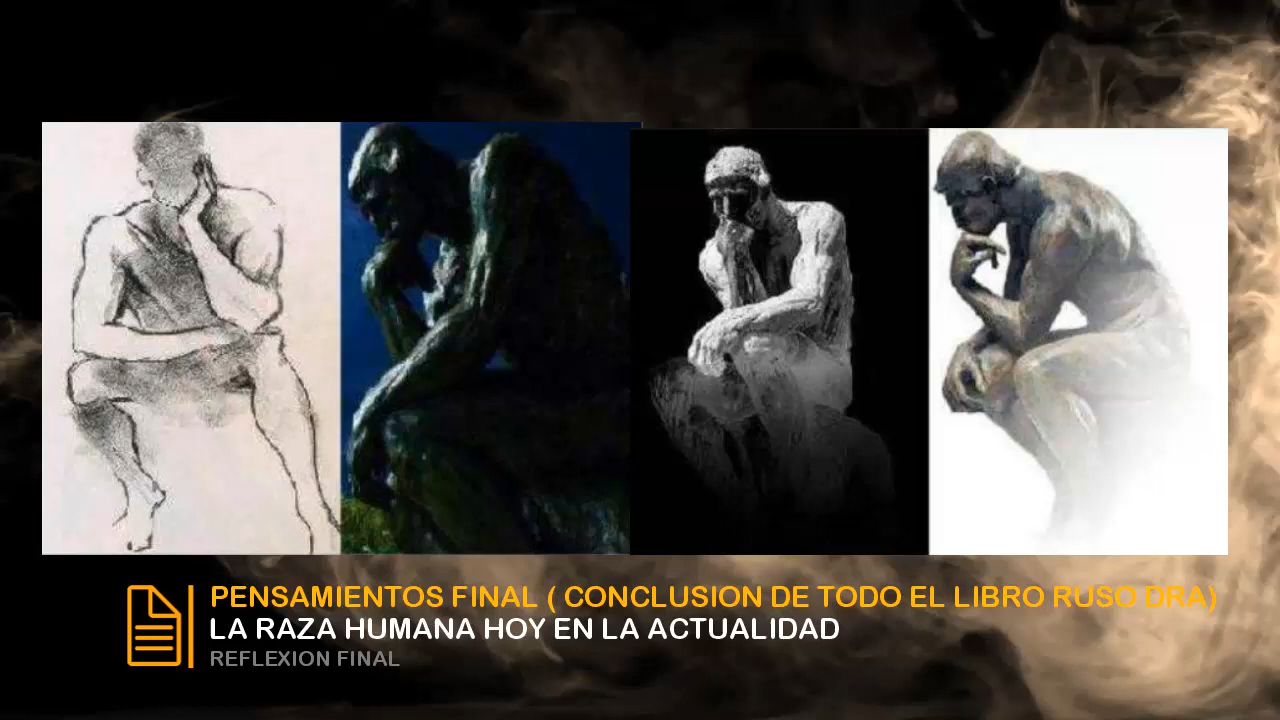 PENSAMIENTOS FINAL ( CONCLUSION DE TODO EL LIBRO RUSO DRA)
LA RAZA HUMANA HOY EN LA ACTUALIDAD
REFLEXION FINAL